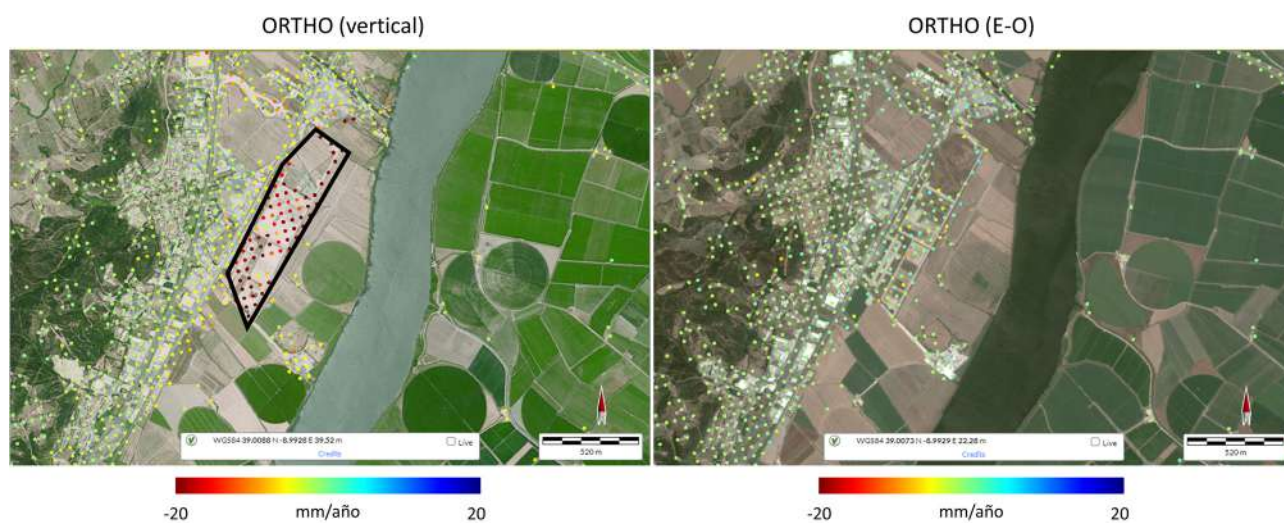 ORTHO (vertical)
ORTHO (E-O)
WGS84 39.0088 N -8.9928 E 39,52 m
Live
Credits
520 m
WGS84 39.0073 N -8.9929 E 22,28 m
Live
Credits
520 m
-20
mm/año
20
-20
mm/año
20